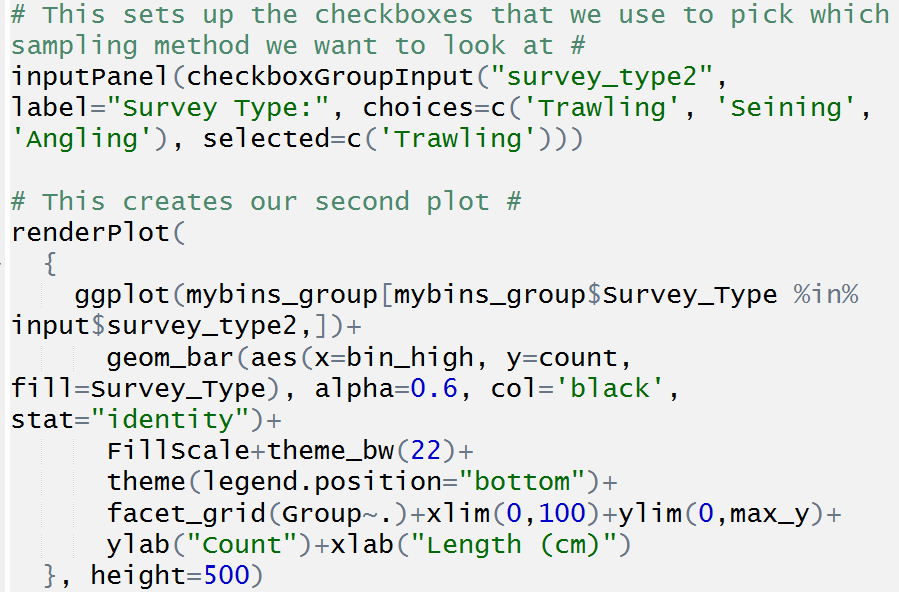 # This sets up the checkboxes that we use to pick which
sampling method we want to look at #
inputPanel(checkboxGroupInput("survey_type2",
label="Survey Type:", choices=c('Trawling', 'Seining',
'Angling'), selected=c('Trawling')))

# This creates our second plot #
renderPlot(
  {
    ggplot(mybins_group[mybins_group$Survey_Type %in%
input$survey_type2,])+
      geom_bar(aes(x=bin_high, y=count,
fill=Survey_Type), alpha=0.6, col='black',
stat="identity")+
      FillScale+theme_bw(22)+
      theme(legend.position="bottom")+
      facet_grid(Group~.)+xlim(0,100)+ylim(0,max_y)+
      ylab("Count")+xlab("Length (cm)")
  }, height=500)